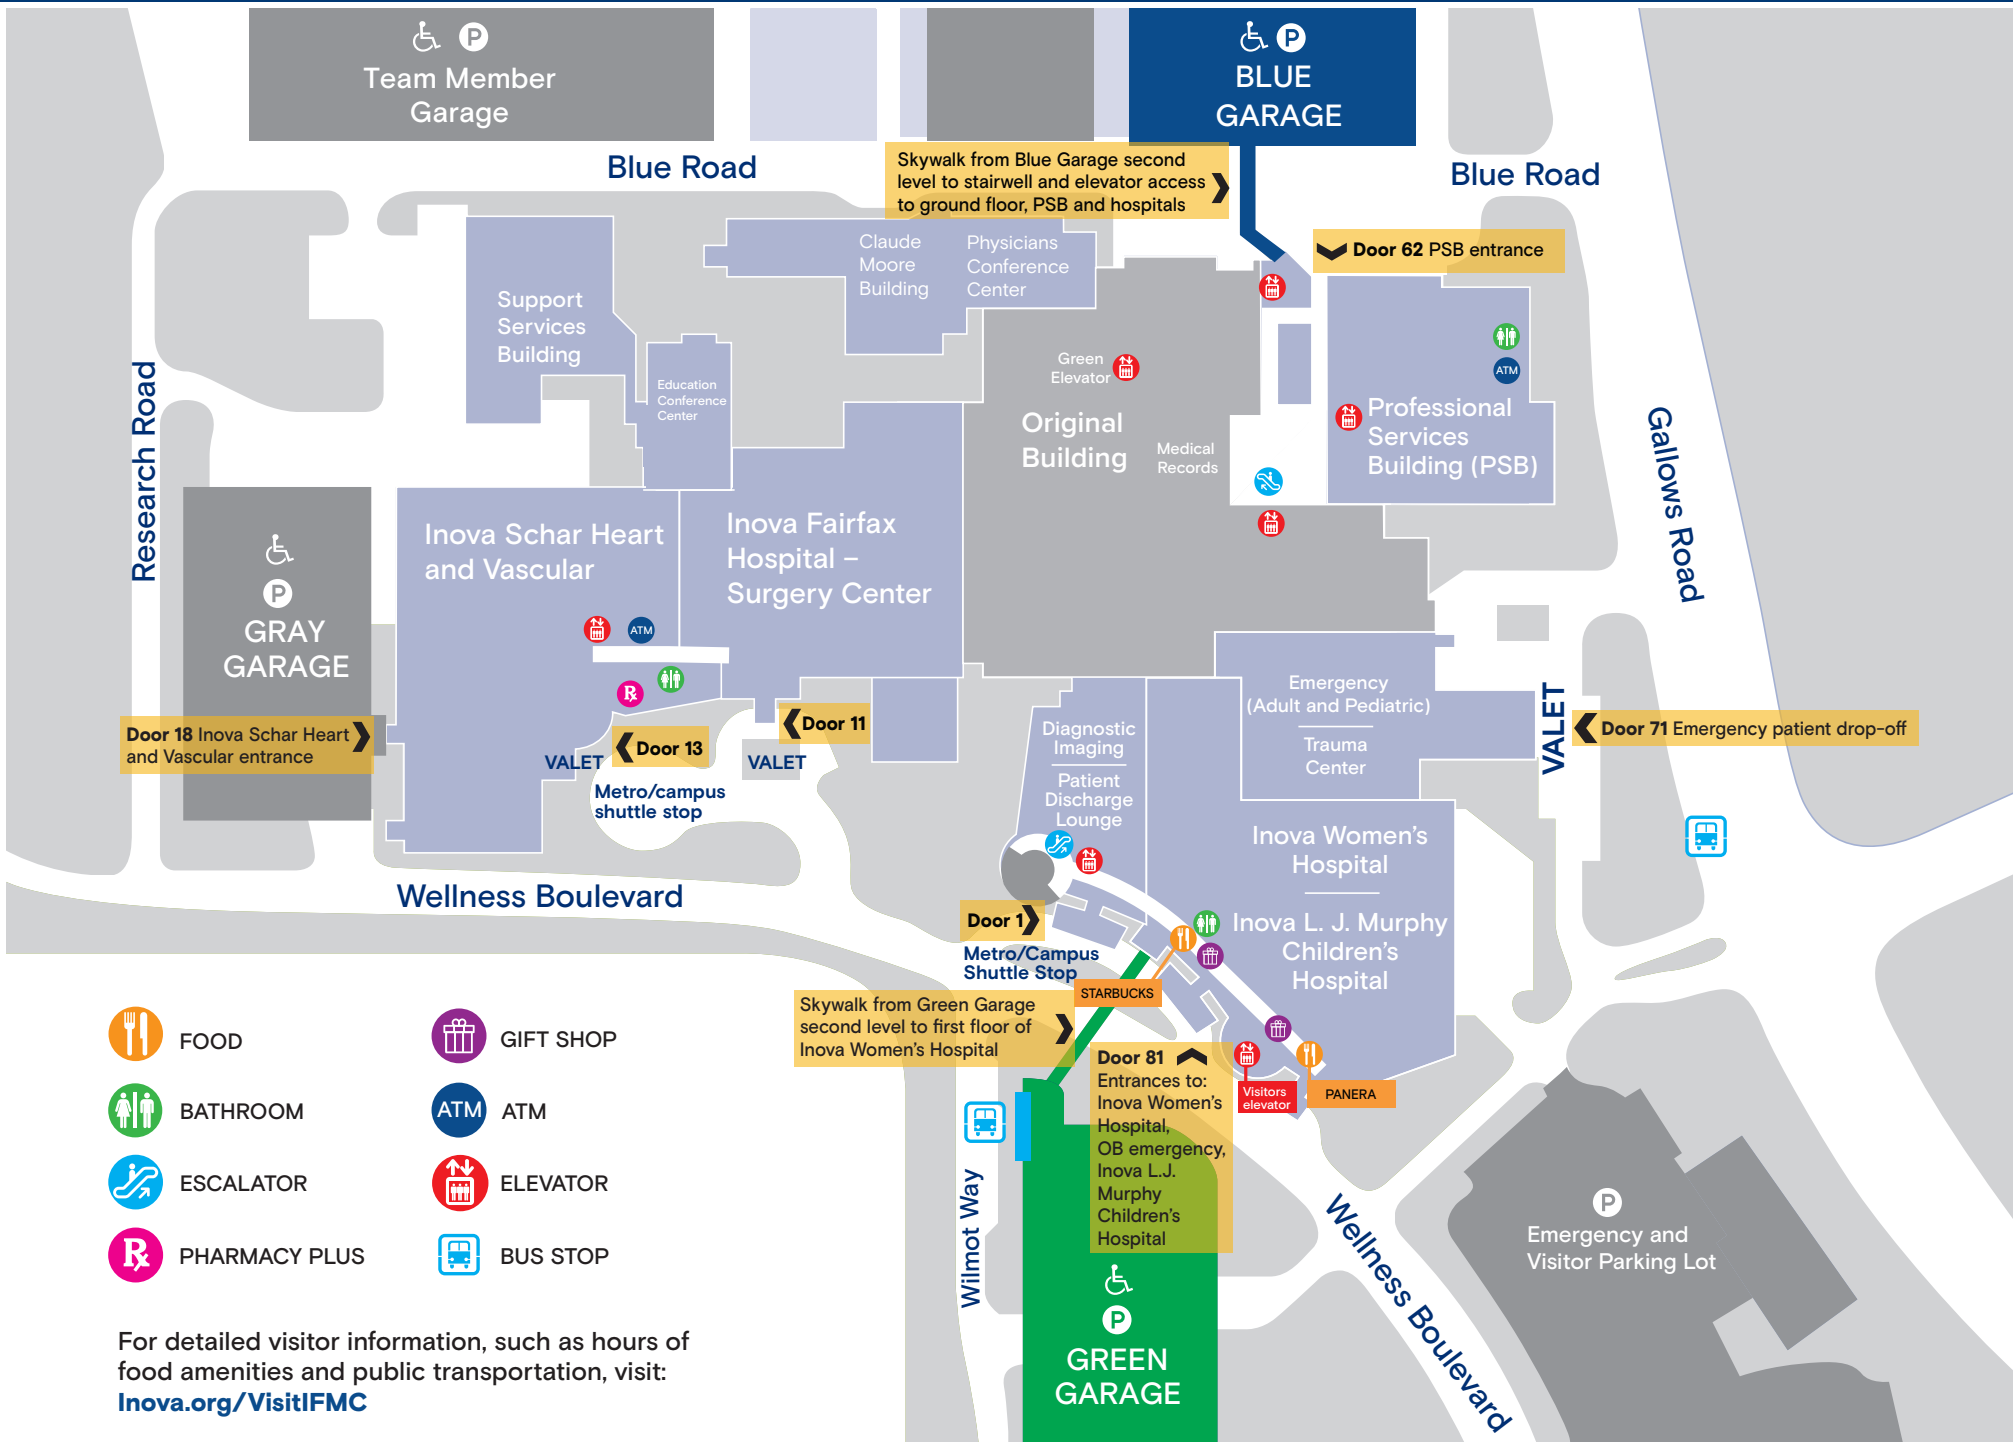 P
Team Member
Garage
P
BLUE
GARAGE
Blue Road
Skywalk from Blue Garage second
level to stairwell and elevator access
to ground floor, PSB and hospitals
Blue Road
Door 62 PSB entrance
Claude
Moore
Building
Physicians
Conference
Center
Support
Services
Building
Education
Conference
Center
Green
Elevator
Original
Building
Medical
Records
ATM
Professional
Services
Building (PSB)
Research Road
Gallows Road
P
GRAY
GARAGE
Inova Schar Heart
and Vascular
Inova Fairfax
Hospital –
Surgery Center
ATM
Rx
Door 18 Inova Schar Heart
and Vascular entrance
VALET
Door 13
Metro/campus
shuttle stop
Door 11
VALET
Diagnostic
Imaging
Patient
Discharge
Lounge
Emergency
(Adult and Pediatric)
Trauma
Center
VALET
Door 71 Emergency patient drop-off
Inova Women's
Hospital
Inova L. J. Murphy
Children's
Hospital
Wellness Boulevard
Door 1
Metro/Campus
Shuttle Stop
STARBUCKS
Skywalk from Green Garage
second level to first floor of
Inova Women's Hospital
Door 81
Entrances to:
Inova Women's
Hospital,
OB emergency,
Inova L.J.
Murphy
Children's
Hospital
Visitors
elevator
PANERA
FOOD
GIFT SHOP
BATHROOM
ATM
ATM
ESCALATOR
ELEVATOR
Rx
PHARMACY PLUS
BUS STOP
Wilmot Way
P
GREEN
GARAGE
Wellness Boulevard
P
Emergency and
Visitor Parking Lot
For detailed visitor information, such as hours of
food amenities and public transportation, visit:
Inova.org/VisitIFMC